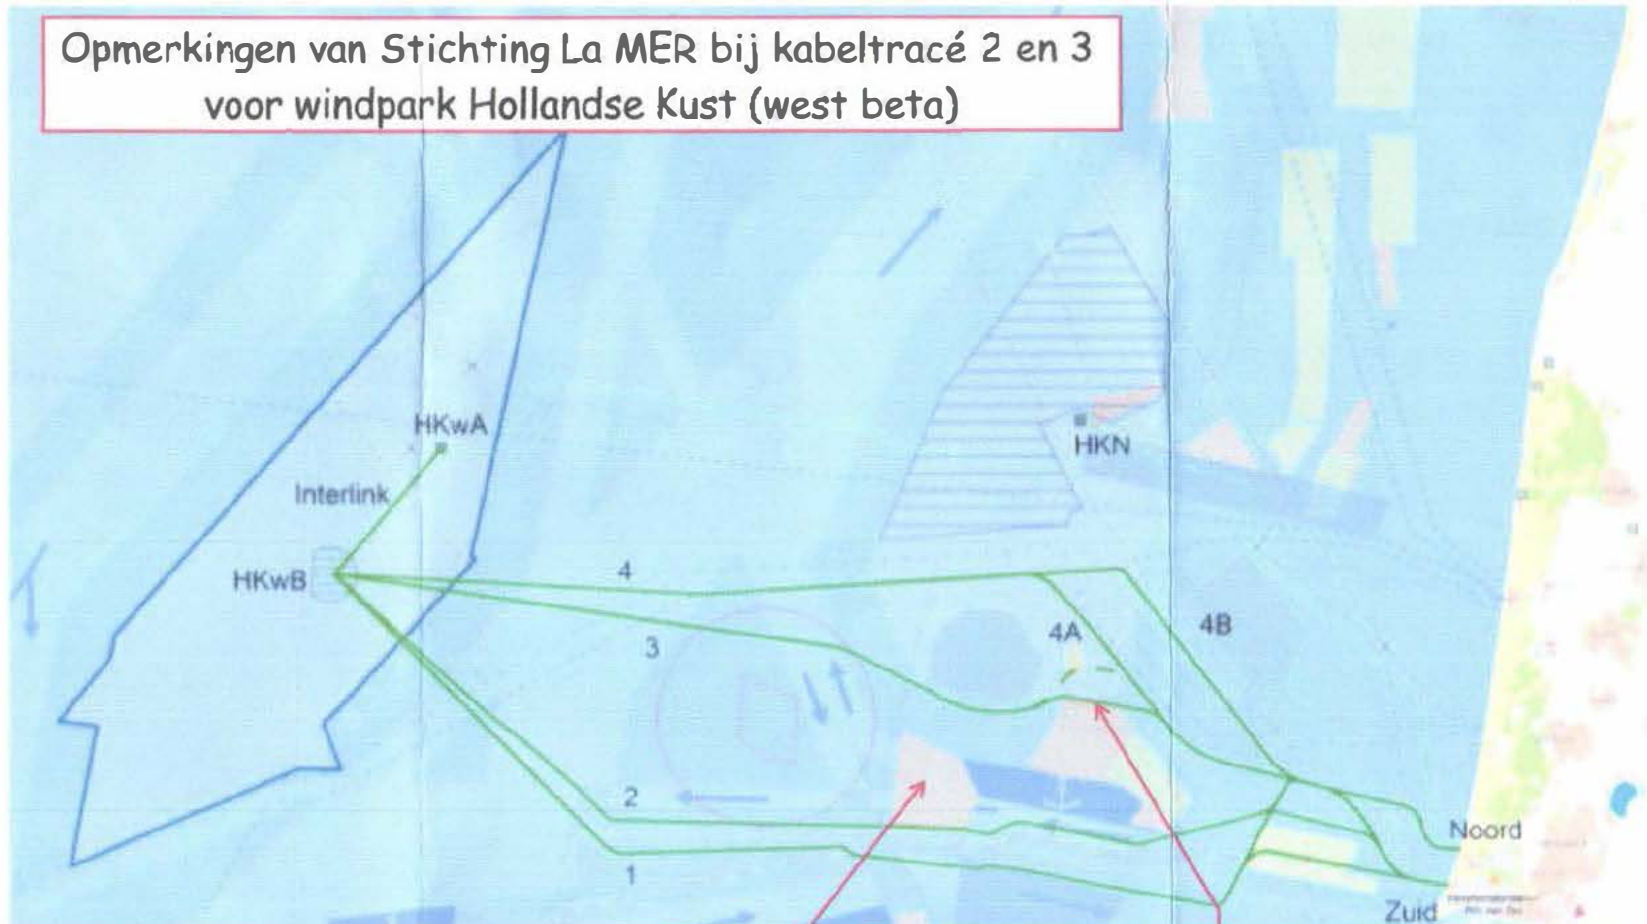 Opmerkingen van Stichting La MER bij kabeltracé 2 en 3
voor windpark Hollandse Kust (west beta)
HKwA
HKN
Interlink
HKwB
4
4A
4B
3
2
Noord
1
Zuid